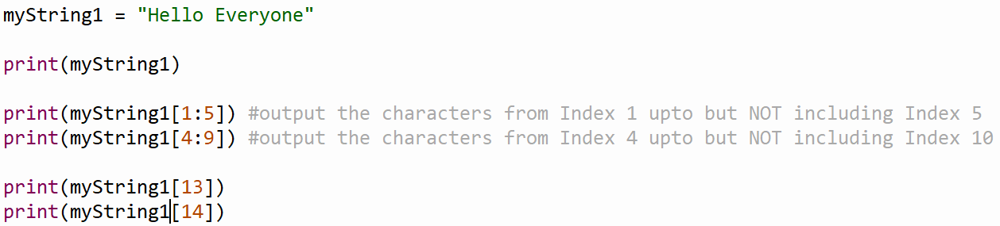 myString1 = "Hello Everyone"
print(myString1)
print(myString1[1:5]) #output the characters from Index 1 upto but NOT including Index 5
print(myString1[4:9]) #output the characters from Index 4 upto but NOT including Index 10
print(myString1[13])
print(myString1[14])